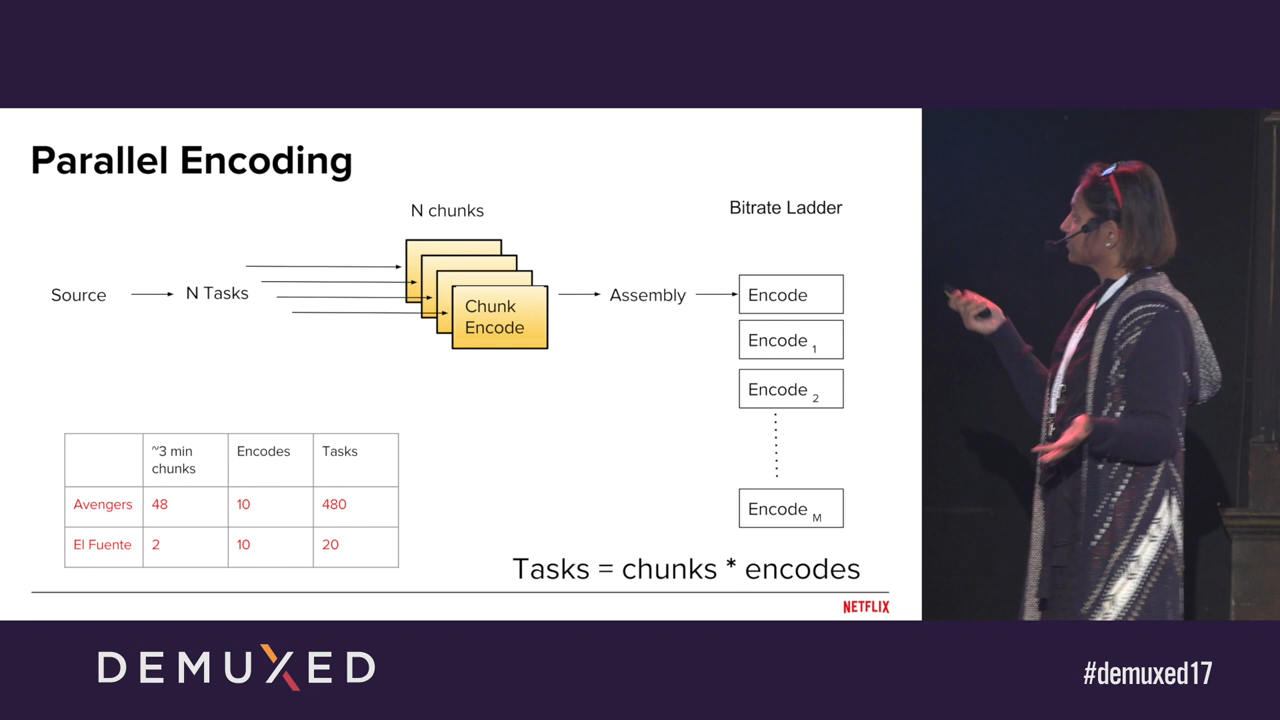 Parallel Encoding
N chunks
Bitrate Ladder
Source
N Tasks
Chunk
Encode
Assembly
Encode
Encode 1
Encode 2
Encode M
~3 min
chunks
Encodes
Tasks
Avengers
48
10
480
El Fuente
2
10
20
Tasks = chunks * encodes
NETFLIX
DEMUXED
#demuxed17